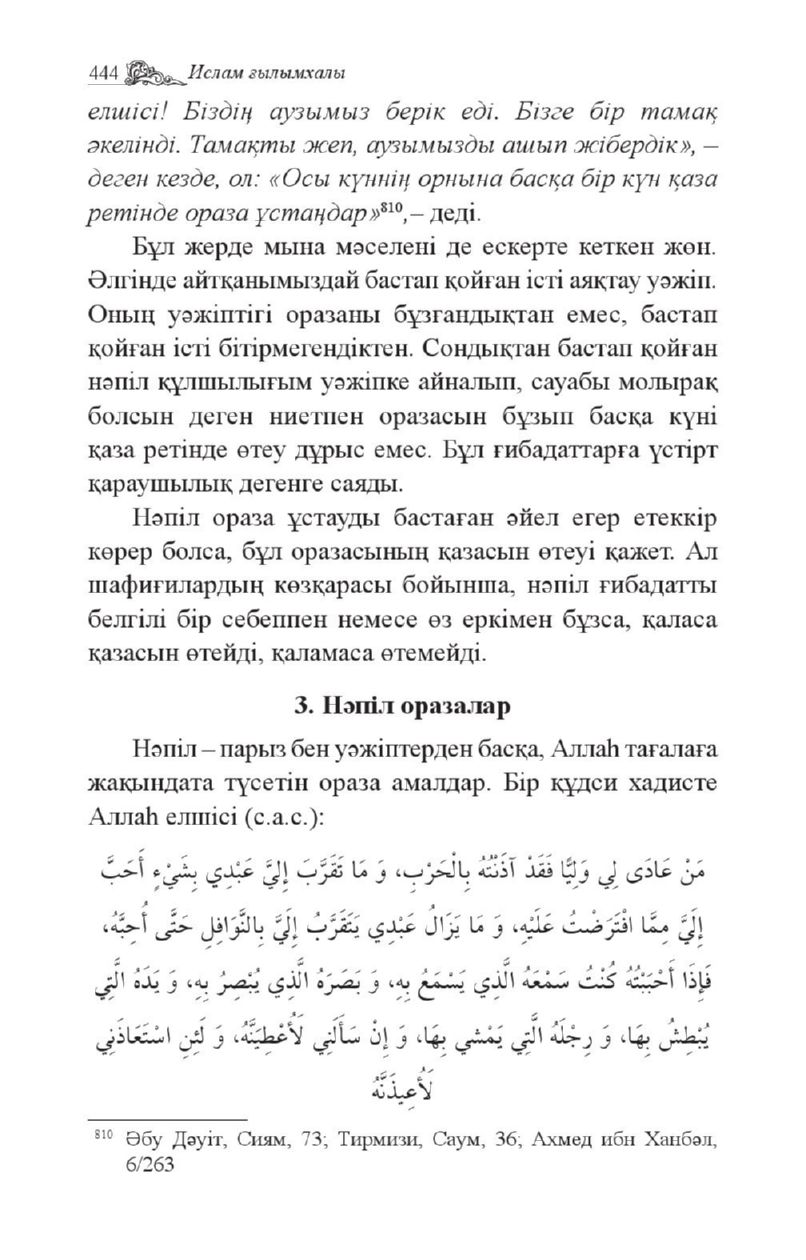 444 Ислам ғылымхалы
елшісі! Біздің аузымыз берік еді. Бізге бір тамақ
әкелінді. Тамақты жеп, аузымызды ашып жібердік», –
деген кезде, ол: «Осы күннің орнына басқа бір күн қаза
ретінде ораза ұстаңдар»⁸¹⁰,– деді.
Бұл жерде мына мәселені де ескерте кеткен жөн.
Әлгінде айтқанымыздай бастап қойған істі аяқтау уәжіп.
Оның уәжіптігі оразаны бұзғандықтан емес, бастап
қойған істі бітірмегендіктен. Сондықтан бастап қойған
нәпіл құлшылығым уәжіпке айналып, сауабы молырақ
болсын деген ниетпен оразасын бұзып басқа күні
қаза ретінде өтеу дұрыс емес. Бұл ғибадаттарға үстірт
қараушылық дегенге саяды.
Нәпіл ораза ұстауды бастаған әйел егер етеккір
көрер болса, бұл оразасының қазасын өтеуі қажет. Ал
шафиғилардың көзқарасы бойынша, нәпіл ғибадатты
белгілі бір себеппен немесе өз еркімен бұзса, қаласа
қазасын өтейді, қаламаса өтемейді.
3. Нәпіл оразалар
Нәпіл – парыз бен уәжіптерден басқа, Аллаһ тағалаға
жақындата түсетін ораза амалдар. Бір құдси хадисте
Аллаһ елшісі (с.а.с.):
مَنْ عَادَى لِي وَلِيًّا فَقَدْ آذَنْتُهُ بِالْحَرْبِ، وَ مَا تَقَرَّبَ إِلَيَّ عَبْدِي بِشَيْءٍ أَحَبَّ
إِلَيَّ مِمَّا افْتَرَضْتُ عَلَيْهِ، وَ مَا يَزَالُ عَبْدِي يَتَقَرَّبُ إِلَيَّ بِالنَّوَافِلِ حَتَّى أُحِبَّهُ،
فَإِذَا أَحْبَبْتُهُ كُنْتُ سَمْعَهُ الَّذِي يَسْمَعُ بِهِ، وَ بَصَرَهُ الَّذِي يُبْصِرُ بِهِ، وَ يَدَهُ الَّتِي
يُبْطِشُ بِهَا، وَ رِجْلَهُ الَّتِي يَمْشِي بِهَا، وَ إِنْ سَأَلَنِي لَأُعْطِيَنَّهُ، وَ لَئِنِ اسْتَعَاذَنِي
لَأُعِيذَنَّهُ
⁸¹⁰ Әбу Дәуіт, Сиям, 73; Тирмизи, Саум, 36; Ахмед ибн Ханбәл,
6/263